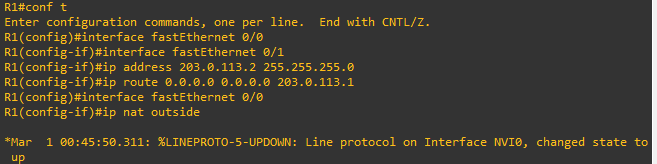 R1#conf t
Enter configuration commands, one per line.  End with CNTL/Z.
R1(config)#interface fastEthernet 0/0
R1(config-if)#interface fastEthernet 0/1
R1(config-if)#ip address 203.0.113.2 255.255.255.0
R1(config-if)#ip route 0.0.0.0 0.0.0.0 203.0.113.1
R1(config)#interface fastEthernet 0/0
R1(config-if)#ip nat outside
*Mar  1 00:45:50.311: %LINEPROTO-5-UPDOWN: Line protocol on Interface NVI0, changed state to
up